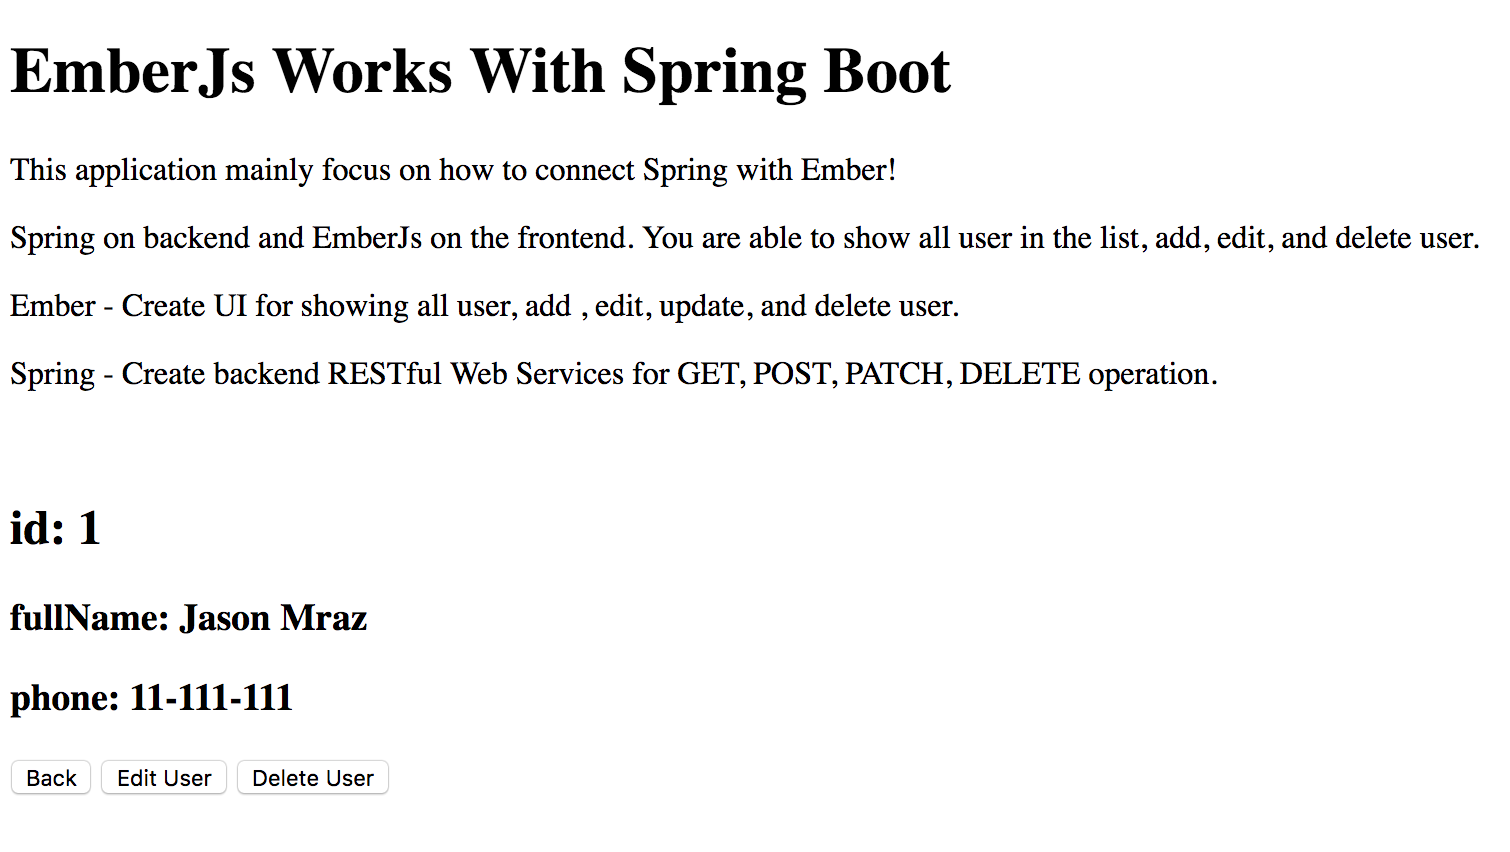 EmberJs Works With Spring Boot
This application mainly focus on how to connect Spring with Ember!
Spring on backend and EmberJs on the frontend. You are able to show all user in the list, add, edit, and delete user.
Ember - Create UI for showing all user, add , edit, update, and delete user.
Spring - Create backend RESTful Web Services for GET, POST, PATCH, DELETE operation.
id: 1
fullName: Jason Mraz
phone: 11-111-111
Back Edit User Delete User